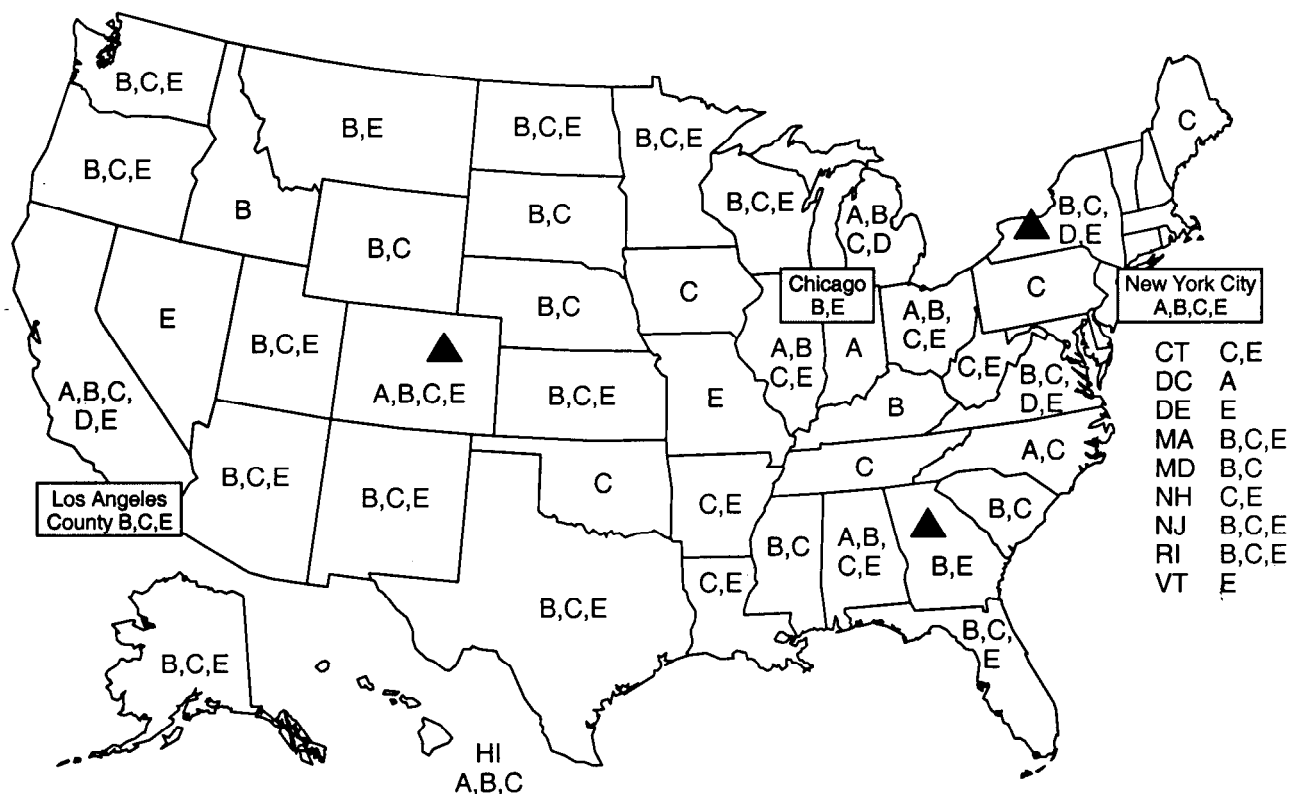 B,C,E
B,E
B,C,E
B,C,E
C
B,C,E
B
B,C
B,C
B,C,E
A,B
C,D
B,C,
D,E
E
B,C,E
A,B,C,E
B,C
C
Chicago
B,E
C
New York City
A,B,C,E
A,B,C,
D,E
B,C,E
E
A,B
C,E
A
A,B,
C,E
C,E
B,C,
D,E
B
CT C,E
DC A
DE E
MA B,C,E
MD B,C
NH C,E
NJ B,C,E
RI B,C,E
VT E
Los Angeles
County B,C,E
B,C,E
B,C,E
C
C,E
C
A,C
B,C
B,C
A,B,
C,E
B,E
C,E
B,C,E
B,C,
E
B,C,E
HI
A,B,C